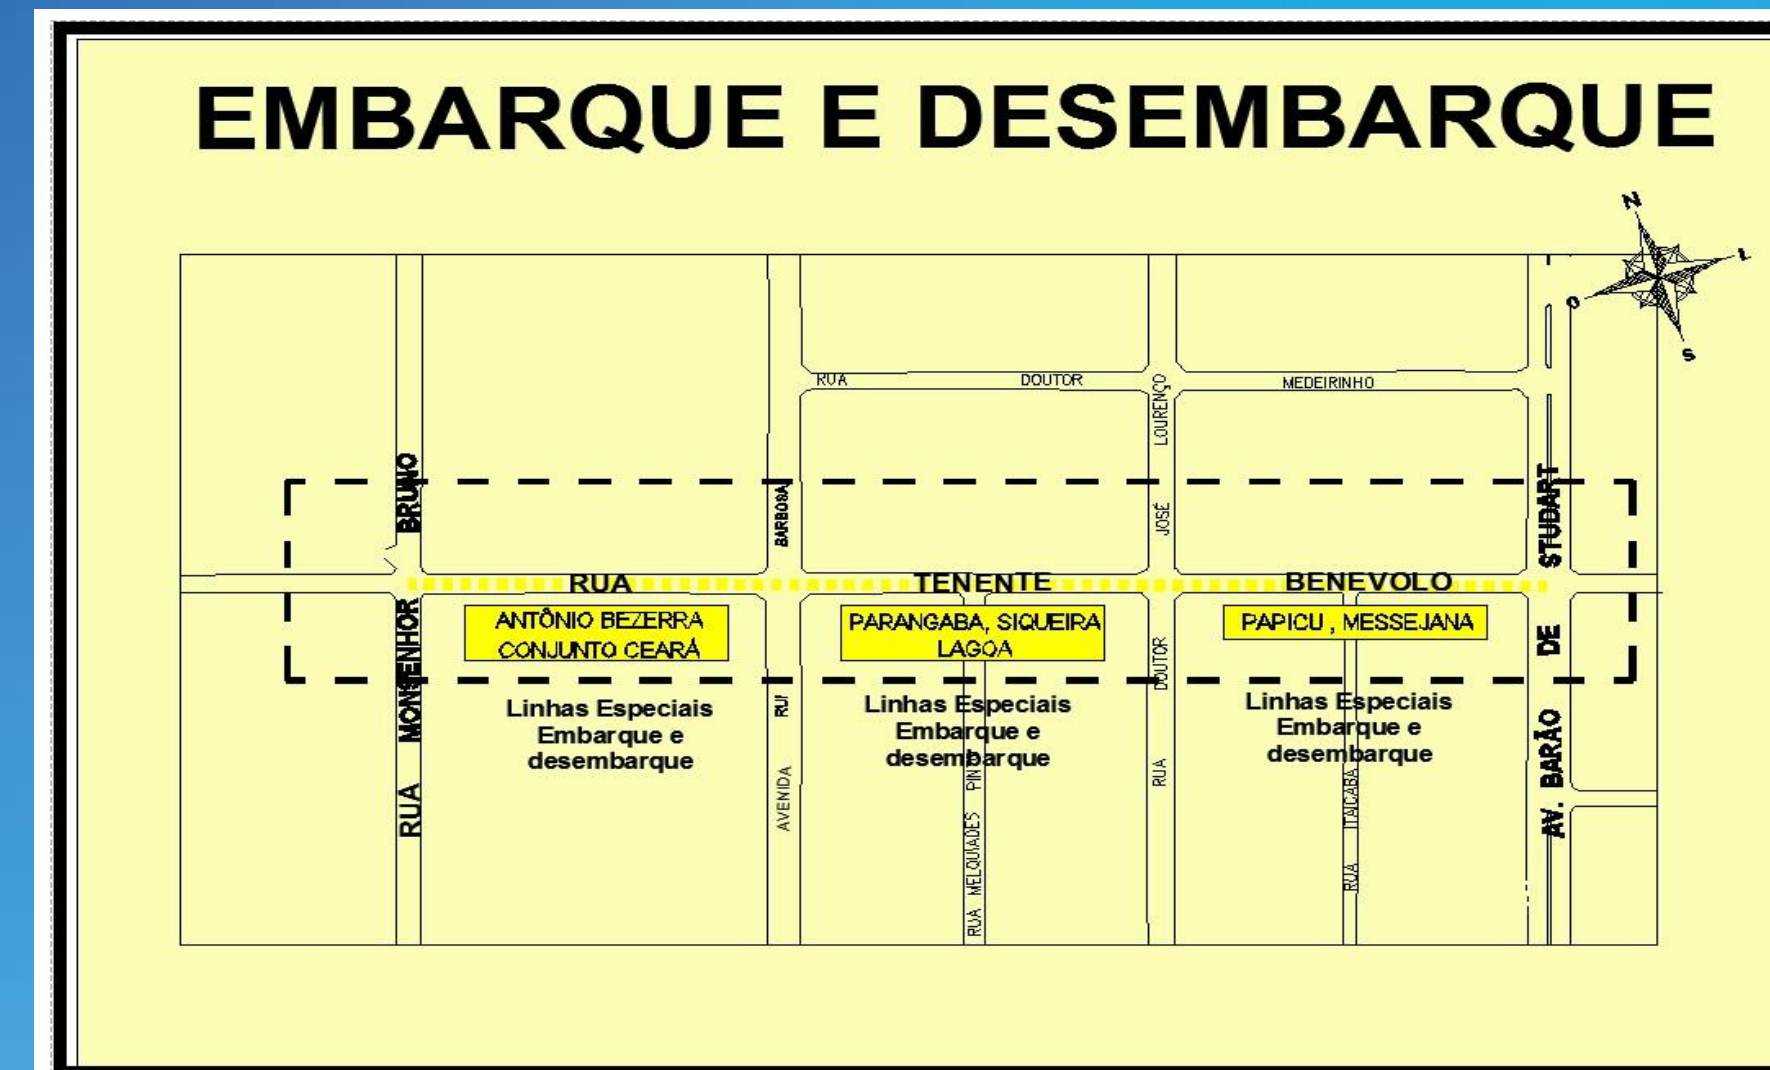 EMBARQUE E DESEMBARQUE
N
L
O
S
RUA DOUTOR MEDEIRINHO
RUA MONSENHOR BRUNO
AVENIDA RUI BARBOSA
RUA DOUTOR JOSÉ LOURENÇO
AV. BARÃO DE STUDART
RUA TENENTE BENEVOLO
ANTÔNIO BEZERRA
CONJUNTO CEARÁ
PARANGABA, SIQUEIRA
LAGOA
PAPICU , MESSEJANA
Linhas Especiais
Embarque e
desembarque
Linhas Especiais
Embarque e
desembarque
Linhas Especiais
Embarque e
desembarque
RUA MELQUIADES PINTO
RUA ITAICABA